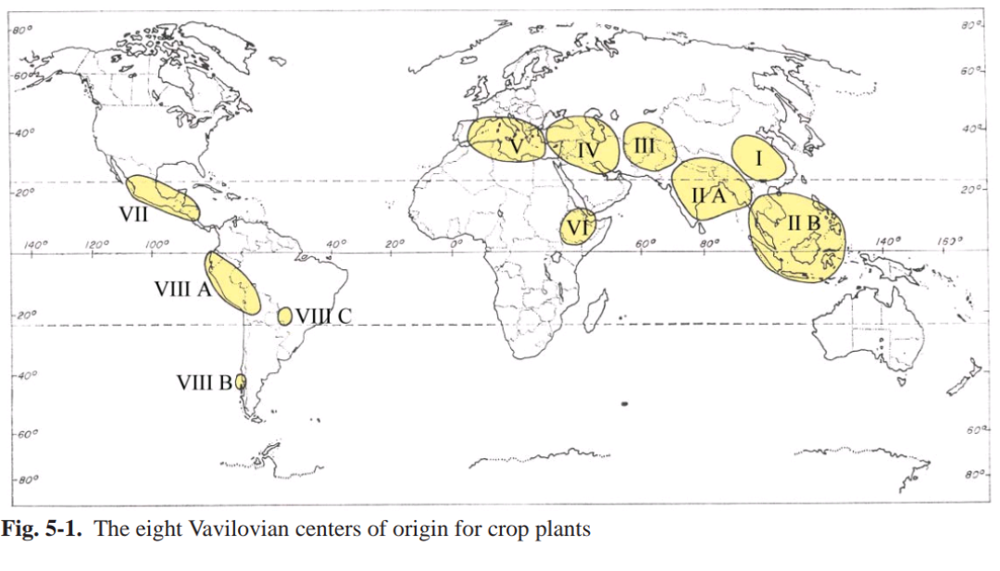 80°
80°
60°
60°
40°
40°
V
IV
III
I
20°
20°
II A
VII
VI
II B
140°
120°
100°
40°
20°
0°
60°
80°
140°
160°
VIII A
20°
VIII C
40°
VIII B
60°
60°
80°
80°
Fig. 5-1. The eight Vavilovian centers of origin for crop plants